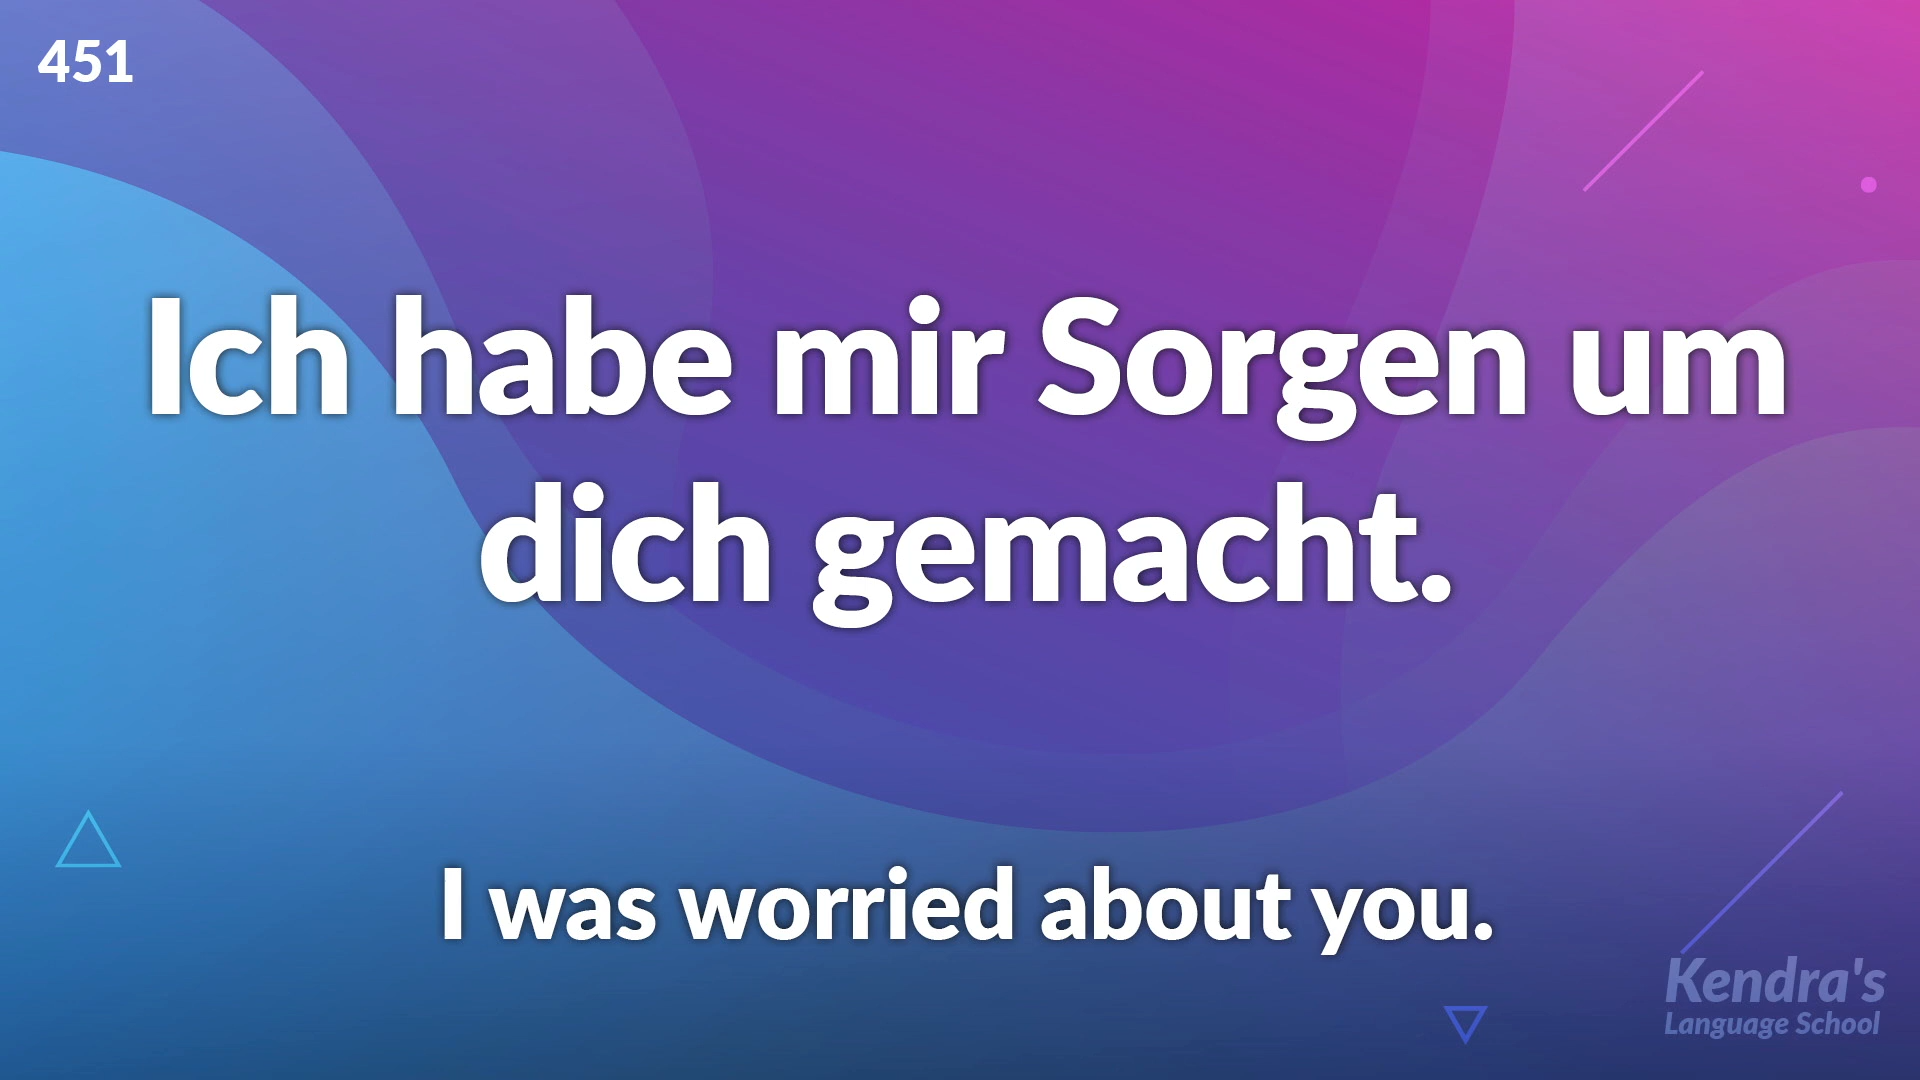 451
Ich habe mir Sorgen um
dich gemacht.
I was worried about you.
Kendra's
Language School